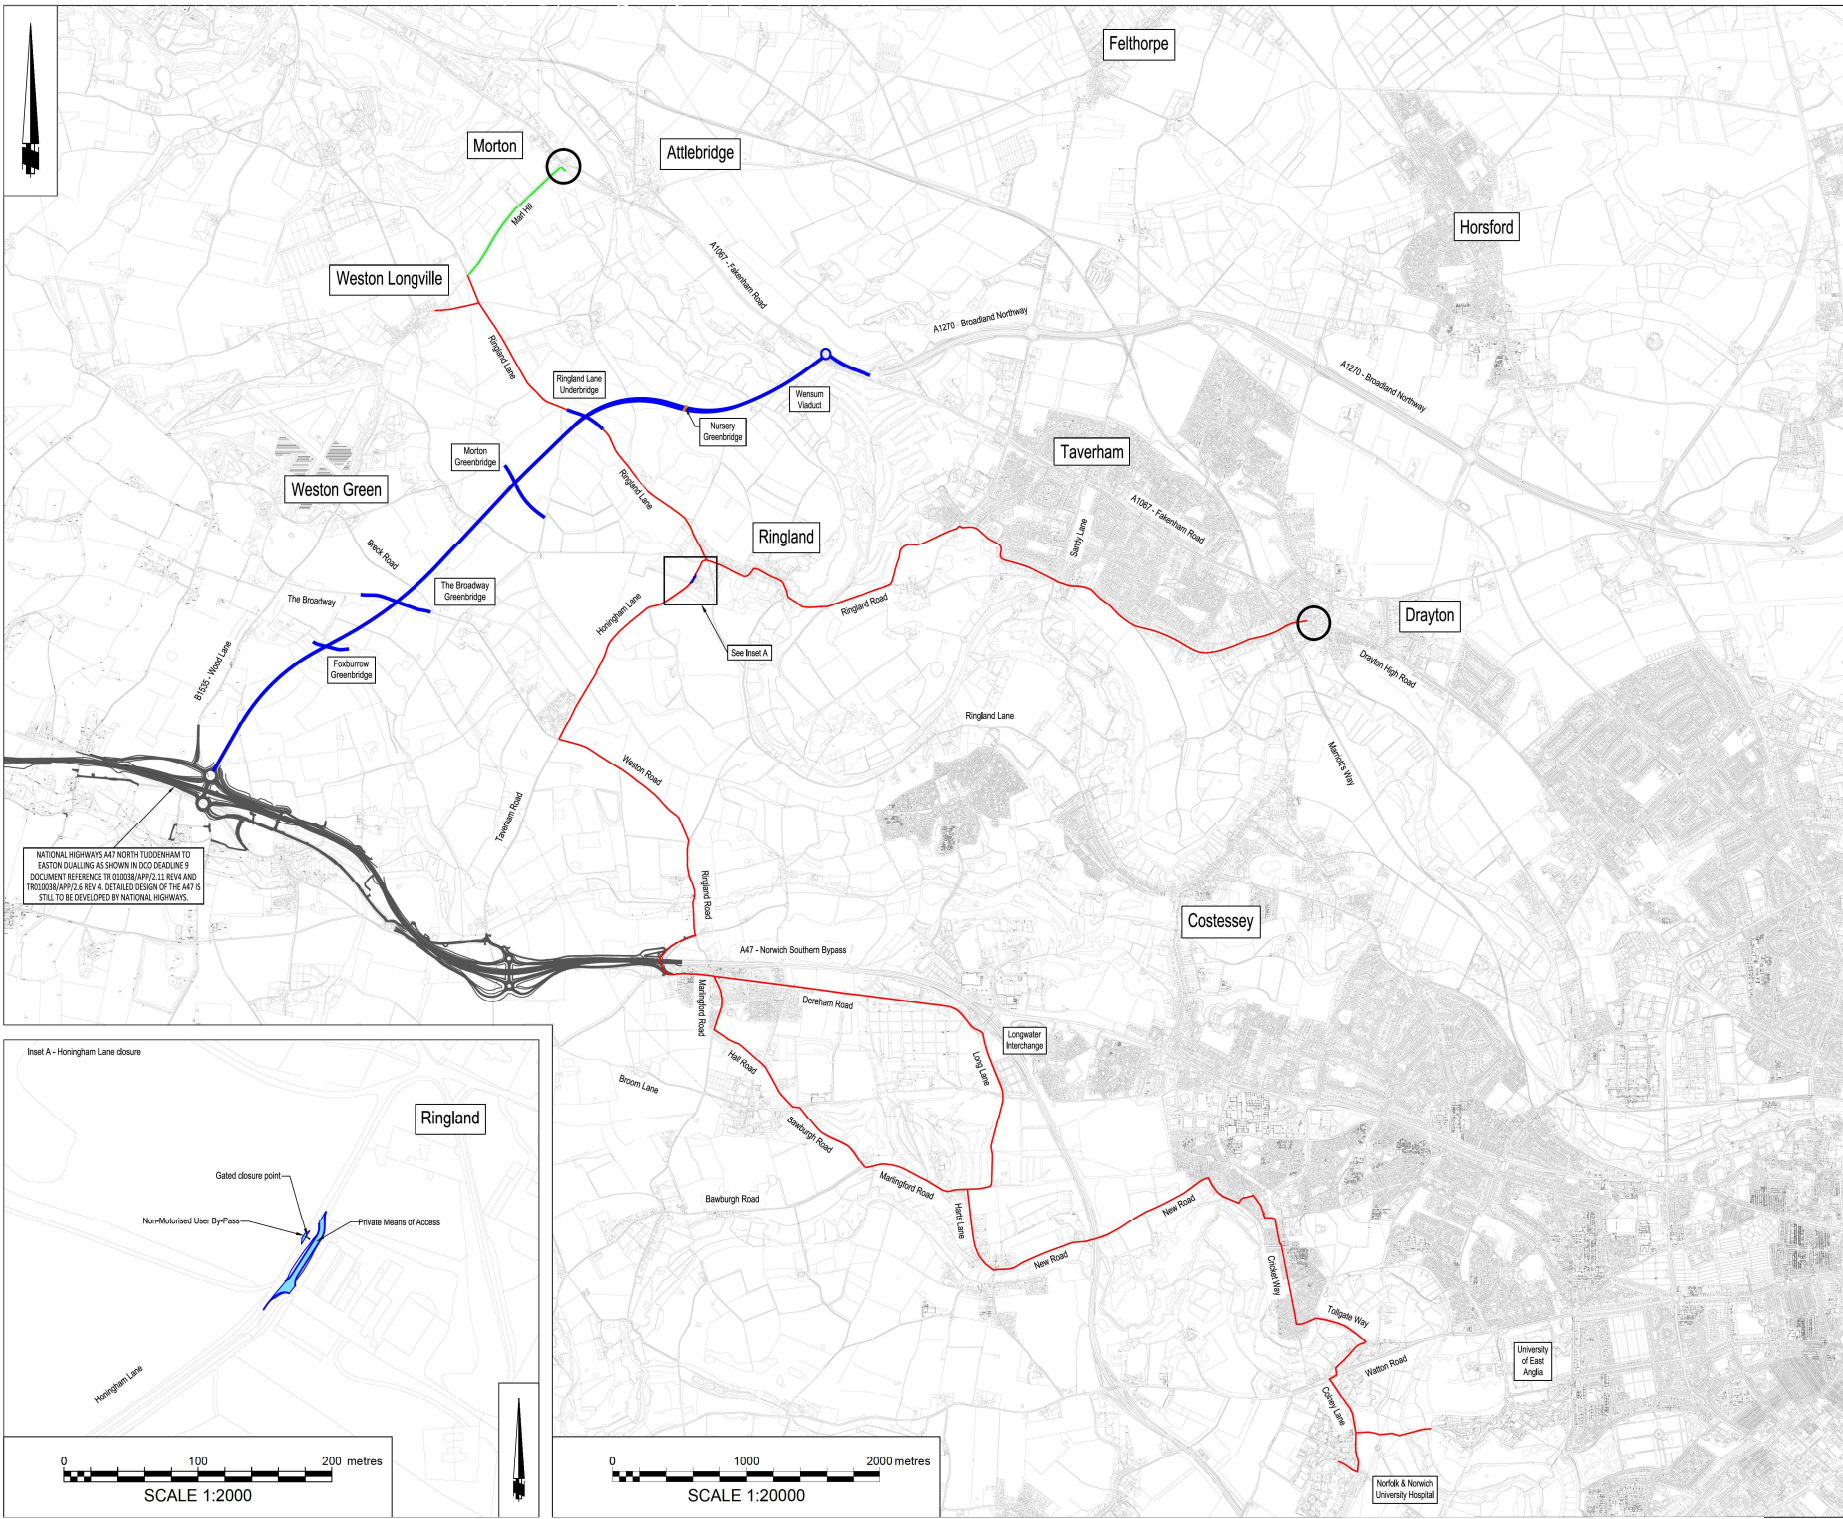 Felthorpe
Morton
Attlebridge
Marl Hill
Horsford
Weston Longville
A1067 - Fakenham Road
A1270 - Broadland Northway
Ringland Lane
Ringland Lane
Underbridge
Wensum
Viaduct
A1270 - Broadland Northway
Nursery
Greenbridge
Morton
Greenbridge
Taverham
Weston Green
Ringland Lane
A1067 - Fakenham Road
Ringland
Sandy Lane
Breck Road
The Broadway
Greenbridge
The Broadway
Honingham Lane
Ringland Road
Drayton
See Inset A
B1535 - Wood Lane
Foxburrow
Greenbridge
Drayton High Road
Ringland Lane
Marriott's Way
Weston Road
Taverham Road
NATIONAL HIGHWAYS A47 NORTH TUDDENHAM TO
EASTON DUALLING AS SHOWN IN DCO DEADLINE 9
DOCUMENT REFERENCE TR 010038/APP/2.11 REV4 AND
TR010038/APP/2.6 REV 4. DETAILED DESIGN OF THE A47 IS
STILL TO BE DEVELOPED BY NATIONAL HIGHWAYS.
Ringland Road
Costessey
A47 - Norwich Southern Bypass
Marlingford Road
Dereham Road
Longwater
Interchange
Hall Road
Long Lane
Broom Lane
Bawburgh Road
Marlingford Road
Bawburgh Road
Harts Lane
New Road
New Road
Cricket Way
Tollgate Way
Watton Road
University
of East
Anglia
Colney Lane
Norfolk & Norwich
University Hospital
Inset A - Honingham Lane closure
Ringland
Gated closure point
Non-Motorised User By-Pass
Private Means of Access
Honingham Lane
0 100 200 metres
SCALE 1:2000
0 1000 2000 metres
SCALE 1:20000